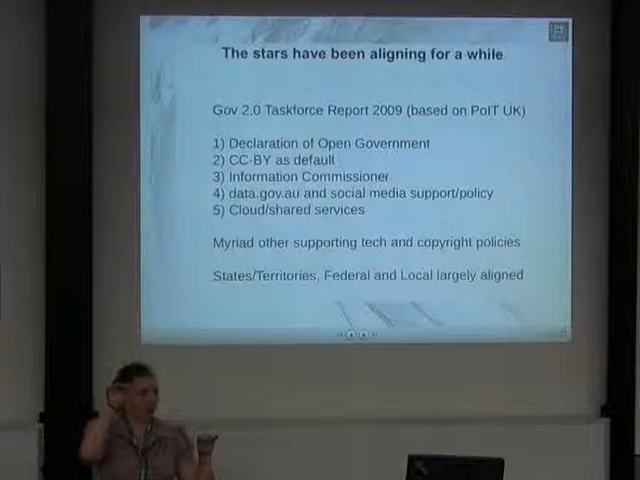 The stars have been aligning for a while
Gov 2.0 Taskforce Report 2009 (based on PoIT UK)
1) Declaration of Open Government
2) CC-BY as default
3) Information Commissioner
4) data.gov.au and social media support/policy
5) Cloud/shared services
Myriad other supporting tech and copyright policies
States/Territories, Federal and Local largely aligned